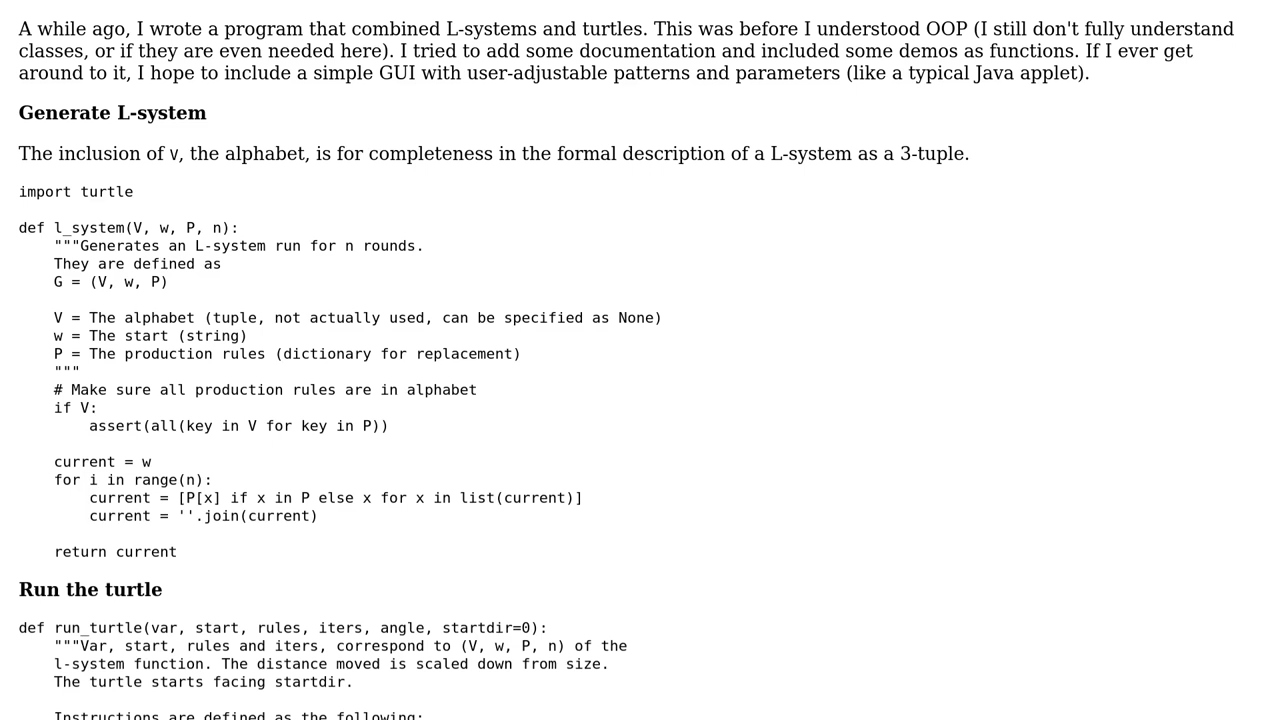 A while ago, I wrote a program that combined L-systems and turtles. This was before I understood OOP (I still don't fully understand
classes, or if they are even needed here). I tried to add some documentation and included some demos as functions. If I ever get
around to it, I hope to include a simple GUI with user-adjustable patterns and parameters (like a typical Java applet).
Generate L-system
The inclusion of V, the alphabet, is for completeness in the formal description of a L-system as a 3-tuple.
import turtle
def l_system(V, w, P, n):
    """Generates an L-system run for n rounds.
    They are defined as
    G = (V, w, P)
    V = The alphabet (tuple, not actually used, can be specified as None)
    w = The start (string)
    P = The production rules (dictionary for replacement)
    """
    # Make sure all production rules are in alphabet
    if V:
        assert(all(key in V for key in P))
    current = w
    for i in range(n):
        current = [P[x] if x in P else x for x in list(current)]
        current = ''.join(current)
    return current
Run the turtle
def run_turtle(var, start, rules, iters, angle, startdir=0):
    """Var, start, rules and iters, correspond to (V, w, P, n) of the
    l-system function. The distance moved is scaled down from size.
    The turtle starts facing startdir.
    Instructions are defined as the following: